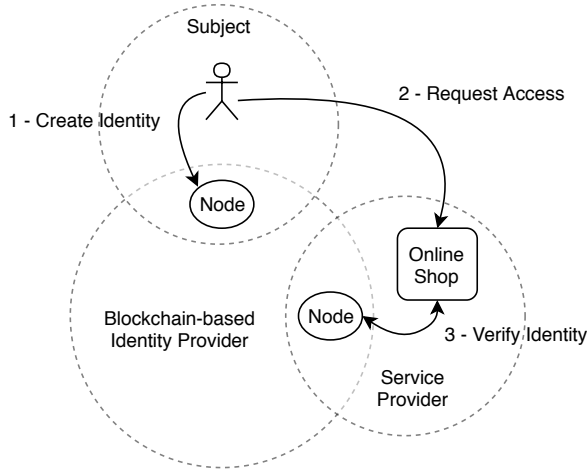 Subject
2 - Request Access
1 - Create Identity
Node
Online
Shop
Blockchain-based
Identity Provider
Node
3 - Verify Identity
Service
Provider